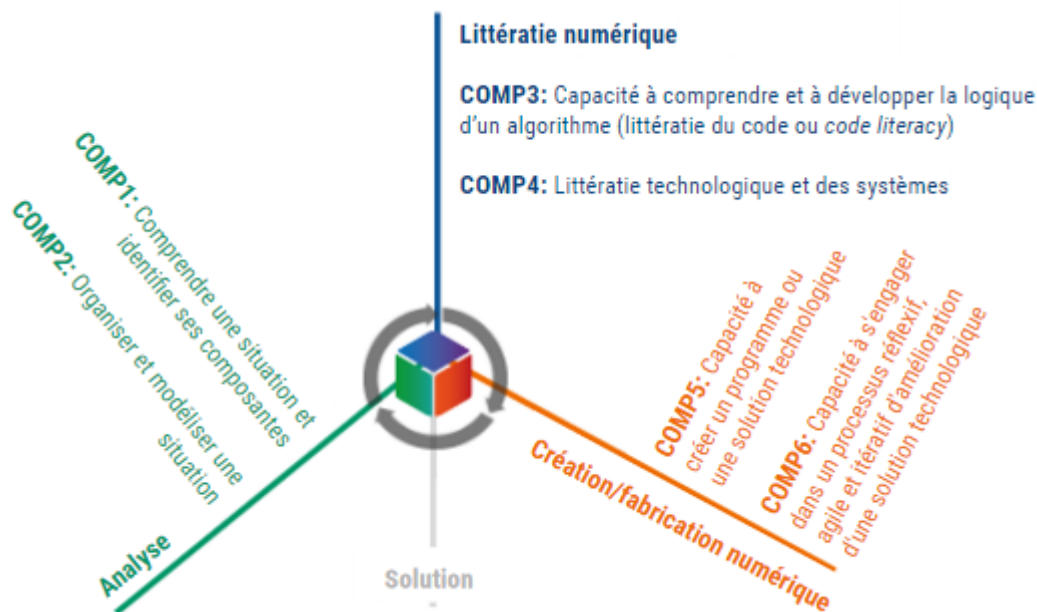 Littératie numérique
COMP3: Capacité à comprendre et à développer la logique
d'un algorithme (littératie du code ou code literacy)
COMP4: Littératie technologique et des systèmes
COMP1: Comprendre une situation et
identifier ses composantes
COMP2: Organiser et modéliser une
situation
Analyse
COMP5: Capacité à
créer un programme ou
une solution technologique
COMP6: Capacité à s'engager
dans un processus réflexif,
agile et itératif d'amélioration
d'une solution technologique
Création/fabrication numérique
Solution
-